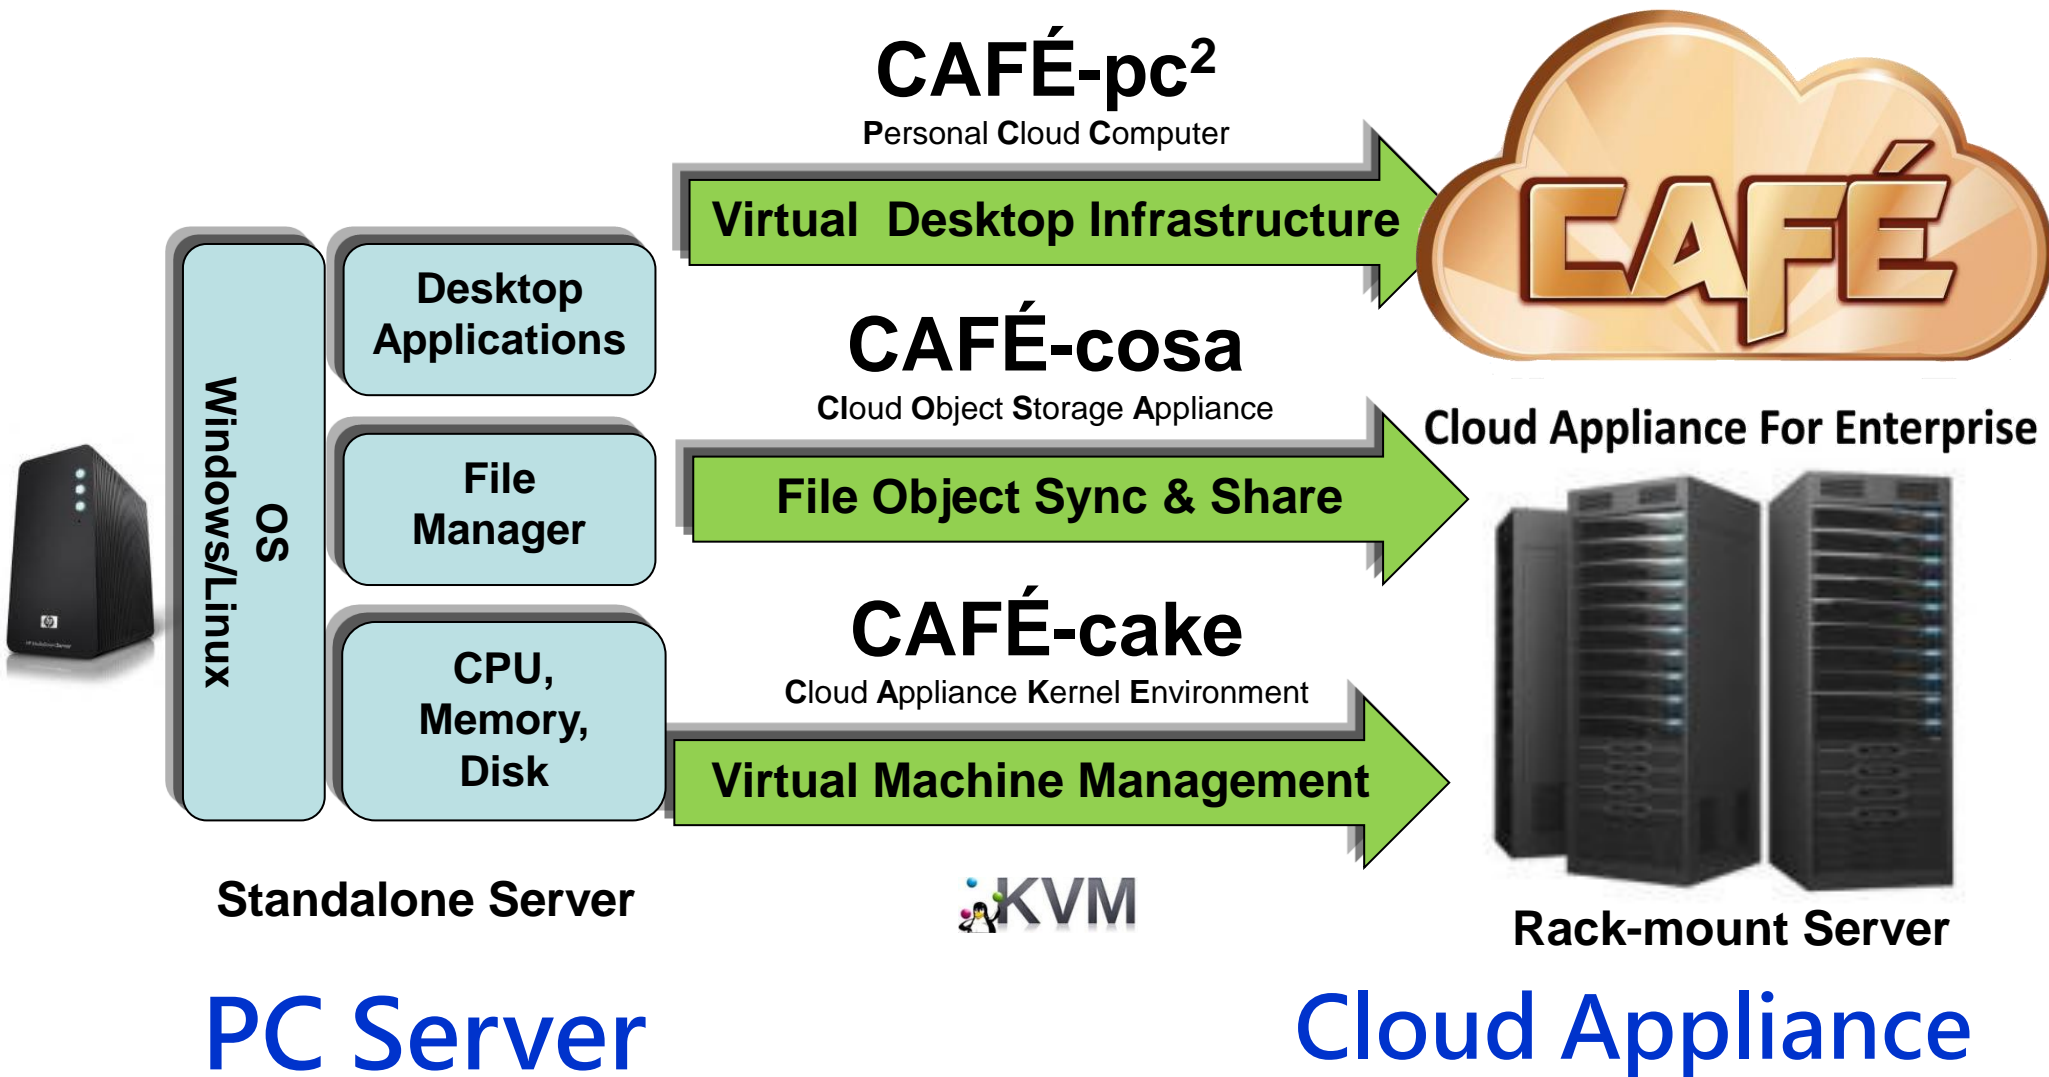 CAFÉ-pc²
Personal Cloud Computer
Virtual Desktop Infrastructure
CAFÉ
Desktop
Applications
CAFÉ-cosa
Cloud Object Storage Appliance
Cloud Appliance For Enterprise
OS
Windows/Linux
File
Manager
File Object Sync & Share
CAFÉ-cake
Cloud Appliance Kernel Environment
CPU,
Memory,
Disk
Virtual Machine Management
hp
KVM
Standalone Server
Rack-mount Server
PC Server
Cloud Appliance